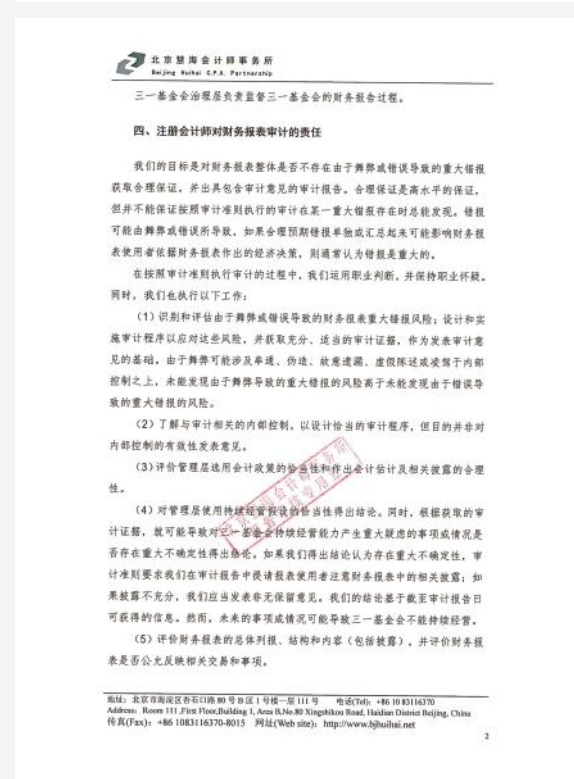 北京慧海会计师事务所
Beijing Huihai C.P.A. Partnership
三一基金会治理层负责监督三一基金会的财务报告过程。
四、注册会计师对财务报表审计的责任
我们的目标是对财务报表整体是否不存在由于舞弊或错误导致的重大错报
获取合理保证，并出具包含审计意见的审计报告。合理保证是高水平的保证，
但并不能保证按照审计准则执行的审计在某一重大错报存在时总能发现。错报
可能由舞弊或错误所导致，如果合理预期错报单独或汇总起来可能影响财务报
表使用者依据财务报表作出的经济决策，则通常认为错报是重大的。
在按照审计准则执行审计的过程中，我们运用职业判断，并保持职业怀疑。
同时，我们也执行以下工作：
（1）识别和评估由于舞弊或错误导致的财务报表重大错报风险；设计和实
施审计程序以应对这些风险，并获取充分、适当的审计证据，作为发表审计意
见的基础。由于舞弊可能涉及串通、伪造、故意遗漏、虚假陈述或凌驾于内部
控制之上，未能发现由于舞弊导致的重大错报的风险高于未能发现由于错误导
致的重大错报的风险。
（2）了解与审计相关的内部控制，以设计恰当的审计程序，但目的并非对
内部控制的有效性发表意见。
（3）评价管理层选用会计政策的恰当性和作出会计估计及相关披露的合理
性。
（4）对管理层使用持续经营假设的恰当性得出结论。同时，根据获取的审
计证据，就可能导致对三一基金会持续经营能力产生重大疑虑的事项或情况是
否存在重大不确定性得出结论。如果我们得出结论认为存在重大不确定性，审
计准则要求我们在审计报告中提请报表使用者注意财务报表中的相关披露；如
果披露不充分，我们应当发表非无保留意见。我们的结论基于截至审计报告日
可获得的信息。然而，未来的事项或情况可能导致三一基金会不能持续经营。
（5）评价财务报表的总体列报、结构和内容（包括披露），并评价财务报
表是否公允反映相关交易和事项。
地址：北京市海淀区杏石口路 80 号 B 区 1 号楼一层 111 号 电话(Tel)：+86 10 83116370
Address: Room 111 ,First Floor,Building 1, Area B,No.80 Xingshikou Road, Haidian District Beijing, China
传真(Fax)：+86 1083116370-8015 网址(Web site)：http://www.bjhuihai.net
2